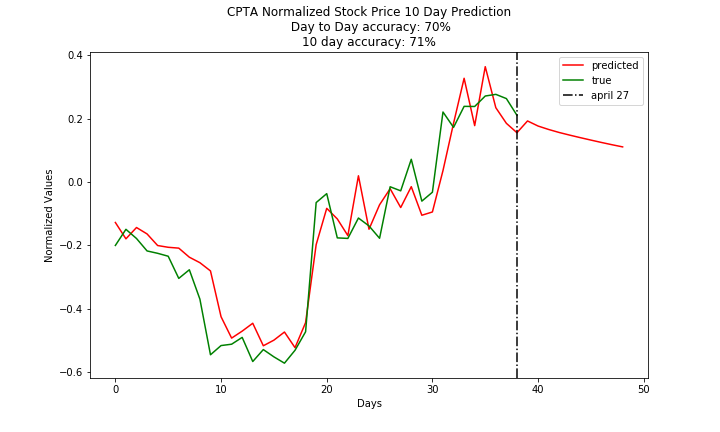 CPTA Normalized Stock Price 10 Day Prediction
Day to Day accuracy: 70%
10 day accuracy: 71%
0.4
0.2
0.0
−0.2
−0.4
−0.6
Normalized Values
predicted
true
april 27
0 10 20 30 40 50
Days